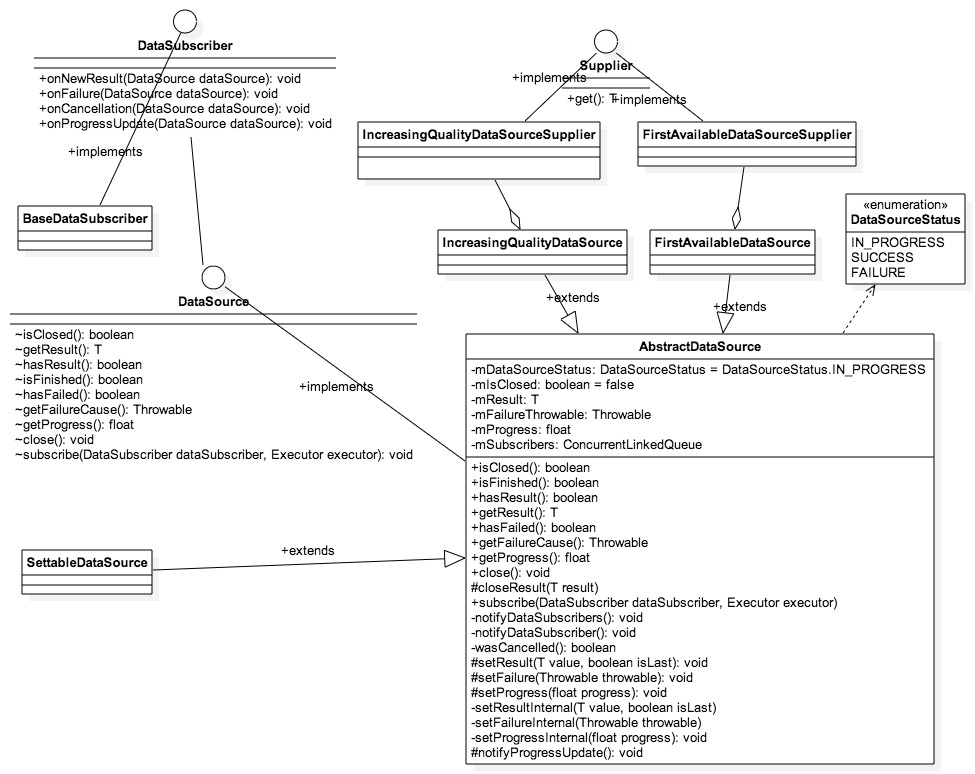 DataSubscriber
+onNewResult(DataSource dataSource): void
+onFailure(DataSource dataSource): void
+onCancellation(DataSource dataSource): void
+onProgressUpdate(DataSource dataSource): void
+implements
BaseDataSubscriber
Supplier
+implements
+get(): T
+implements
IncreasingQualityDataSourceSupplier
FirstAvailableDataSourceSupplier
IncreasingQualityDataSource
FirstAvailableDataSource
«enumeration»
DataSourceStatus
IN_PROGRESS
SUCCESS
FAILURE
+extends
+extends
DataSource
~isClosed(): boolean
~getResult(): T
~hasResult(): boolean
~isFinished(): boolean
~hasFailed(): boolean
~getFailureCause(): Throwable
~getProgress(): float
~close(): void
~subscribe(DataSubscriber dataSubscriber, Executor executor): void
+implements
AbstractDataSource
-mDataSourceStatus: DataSourceStatus = DataSourceStatus.IN_PROGRESS
-mIsClosed: boolean = false
-mResult: T
-mFailureThrowable: Throwable
-mProgress: float
-mSubscribers: ConcurrentLinkedQueue
+isClosed(): boolean
+isFinished(): boolean
+hasResult(): boolean
+getResult(): T
+hasFailed(): boolean
+getFailureCause(): Throwable
+getProgress(): float
+close(): void
#closeResult(T result)
+subscribe(DataSubscriber dataSubscriber, Executor executor)
-notifyDataSubscribers(): void
-notifyDataSubscriber(): void
-wasCancelled(): boolean
#setResult(T value, boolean isLast): void
#setFailure(Throwable throwable): void
#setProgress(float progress): void
-setResultInternal(T value, boolean isLast)
-setFailureInternal(Throwable throwable)
-setProgressInternal(float progress): void
#notifyProgressUpdate(): void
SettableDataSource
+extends